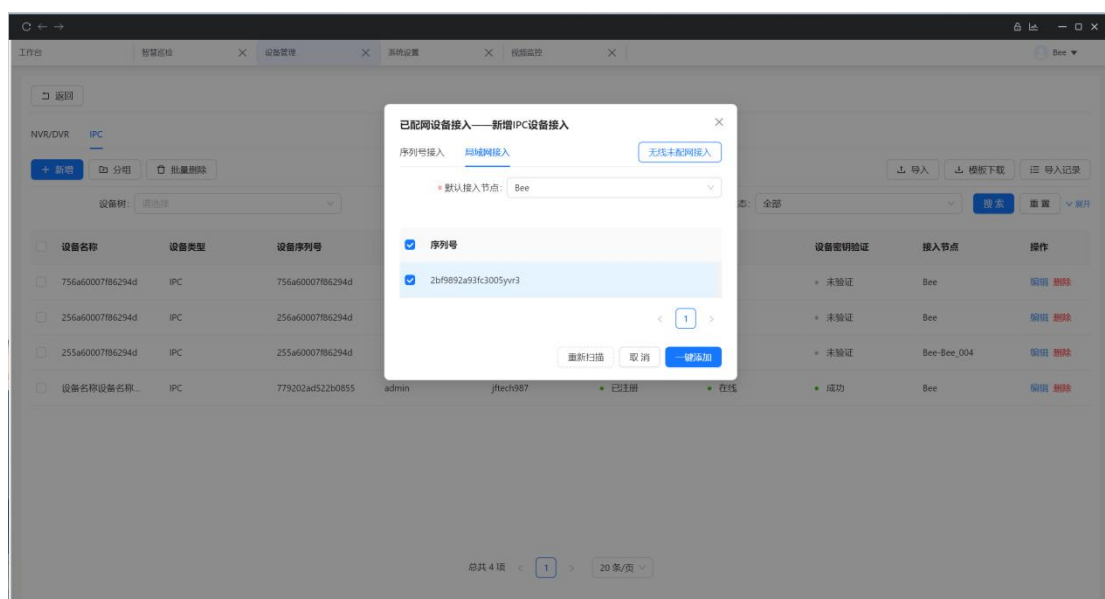 工作台 智慧巡检 设备管理 系统设置 视频监控 Bee
返回
NVR/DVR IPC
新增 分组 批量删除 导入 模板下载 导入记录
设备树: 请选择 态: 全部 搜索 重置 展开
设备名称 设备类型 设备序列号 设备密钥验证 接入节点 操作
756a60007f86294d IPC 756a60007f86294d 未验证 Bee 编辑 删除
256a60007f86294d IPC 256a60007f86294d 未验证 Bee 编辑 删除
255a60007f86294d IPC 255a60007f86294d 未验证 Bee-Bee_004 编辑 删除
设备名称设备名称... IPC 779202ad522b0855 admin jftech987 已注册 在线 成功 Bee 编辑 删除
总共 4 项 1 20 条/页
已配网设备接入——新增IPC设备接入
序列号接入 局域网接入 无线未配网接入
* 默认接入节点: Bee
序列号
2bf9892a93fc3005yvr3
1
重新扫描 取消 一键添加